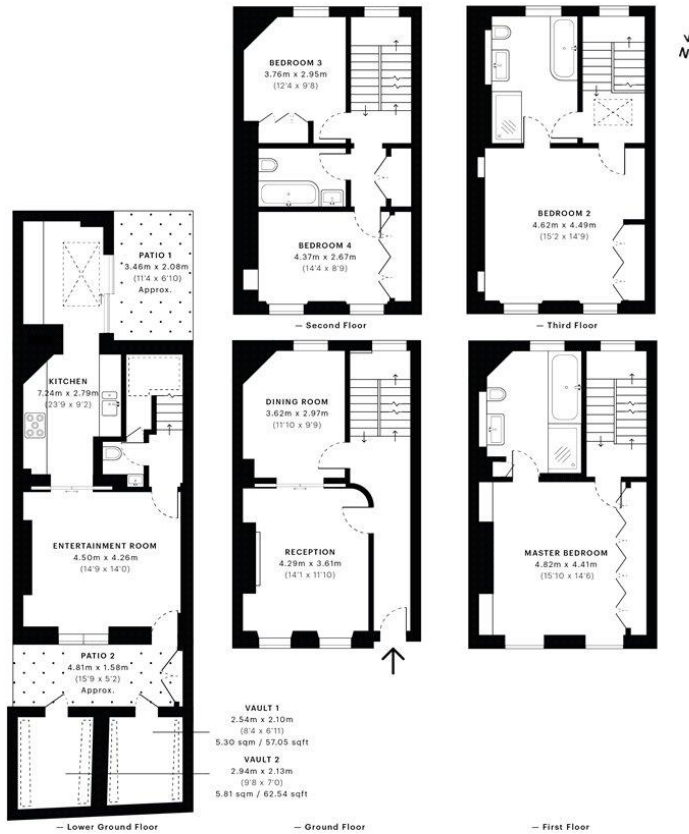 BEDROOM 3
3.76m x 2.95m
(12'4 x 9'8)
BEDROOM 4
4.37m x 2.67m
(14'4 x 8'9)
— Second Floor
N
BEDROOM 2
4.62m x 4.49m
(15'2 x 14'9)
— Third Floor
PATIO 1
3.46m x 2.08m
(11'4 x 6'10)
Approx.
KITCHEN
7.24m x 2.79m
(23'9 x 9'2)
ENTERTAINMENT ROOM
4.50m x 4.26m
(14'9 x 14'0)
PATIO 2
4.81m x 1.58m
(15'9 x 5'2)
Approx.
VAULT 1
2.54m x 2.10m
(8'4 x 6'11)
5.30 sqm / 57.05 sqft
VAULT 2
2.94m x 2.13m
(9'8 x 7'0)
5.81 sqm / 62.54 sqft
— Lower Ground Floor
DINING ROOM
3.62m x 2.97m
(11'10 x 9'9)
RECEPTION
4.29m x 3.61m
(14'1 x 11'10)
— Ground Floor
MASTER BEDROOM
4.82m x 4.41m
(15'10 x 14'6)
— First Floor